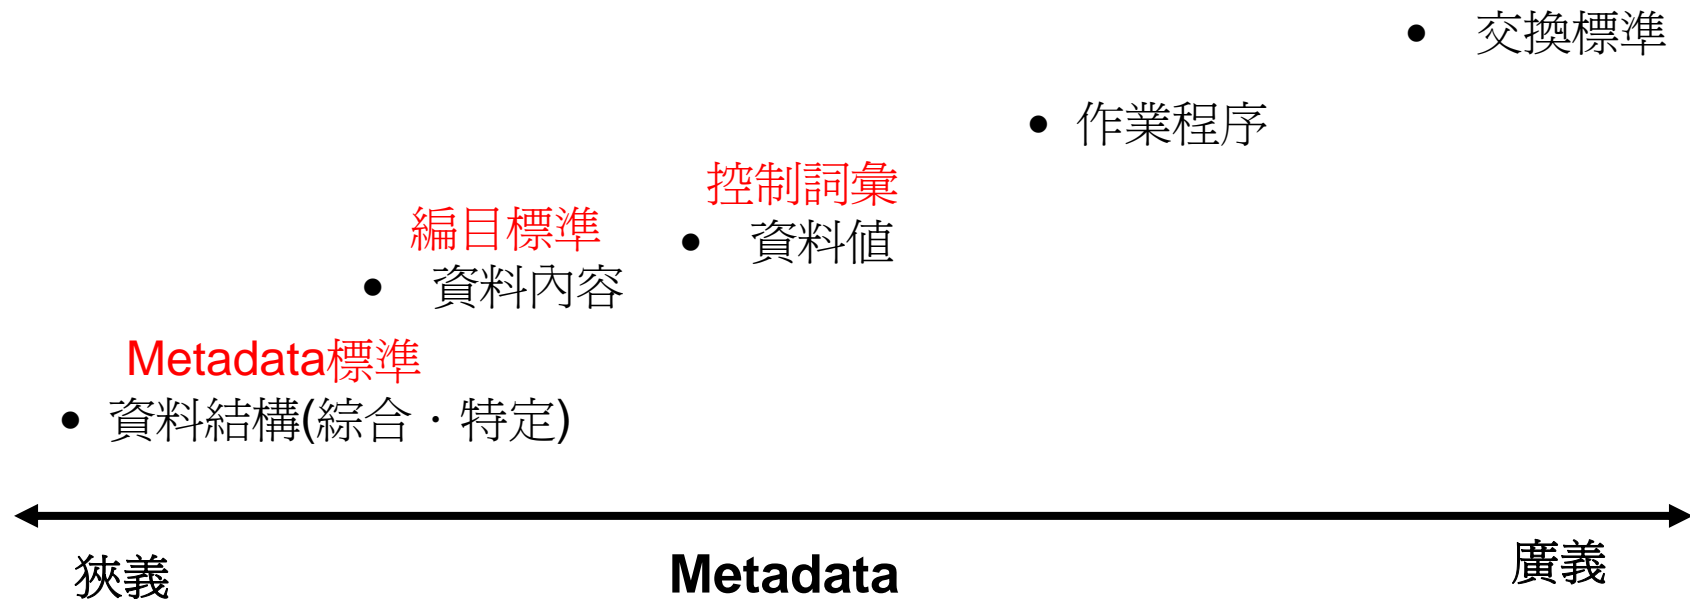 • 交換標準
• 作業程序
控制詞彙
• 資料值
編目標準
• 資料內容
Metadata標準
• 資料結構(綜合．特定)
狹義
Metadata
廣義